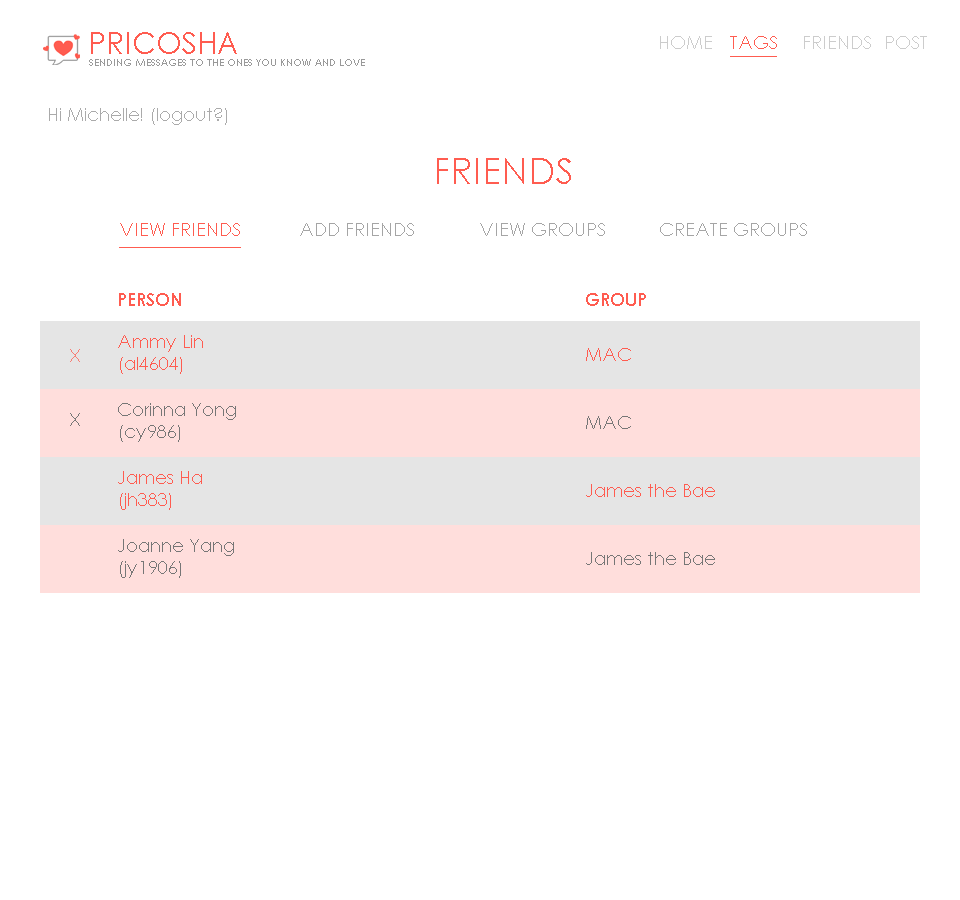 PRICOSHA
SENDING MESSAGES TO THE ONES YOU KNOW AND LOVE
HOME TAGS FRIENDS POST
Hi Michelle! (logout?)
FRIENDS
VIEW FRIENDS ADD FRIENDS VIEW GROUPS CREATE GROUPS
PERSON GROUP
X Ammy Lin
(al4604) MAC
X Corinna Yong
(cy986) MAC
James Ha
(jh383) James the Bae
Joanne Yang
(jy1906) James the Bae